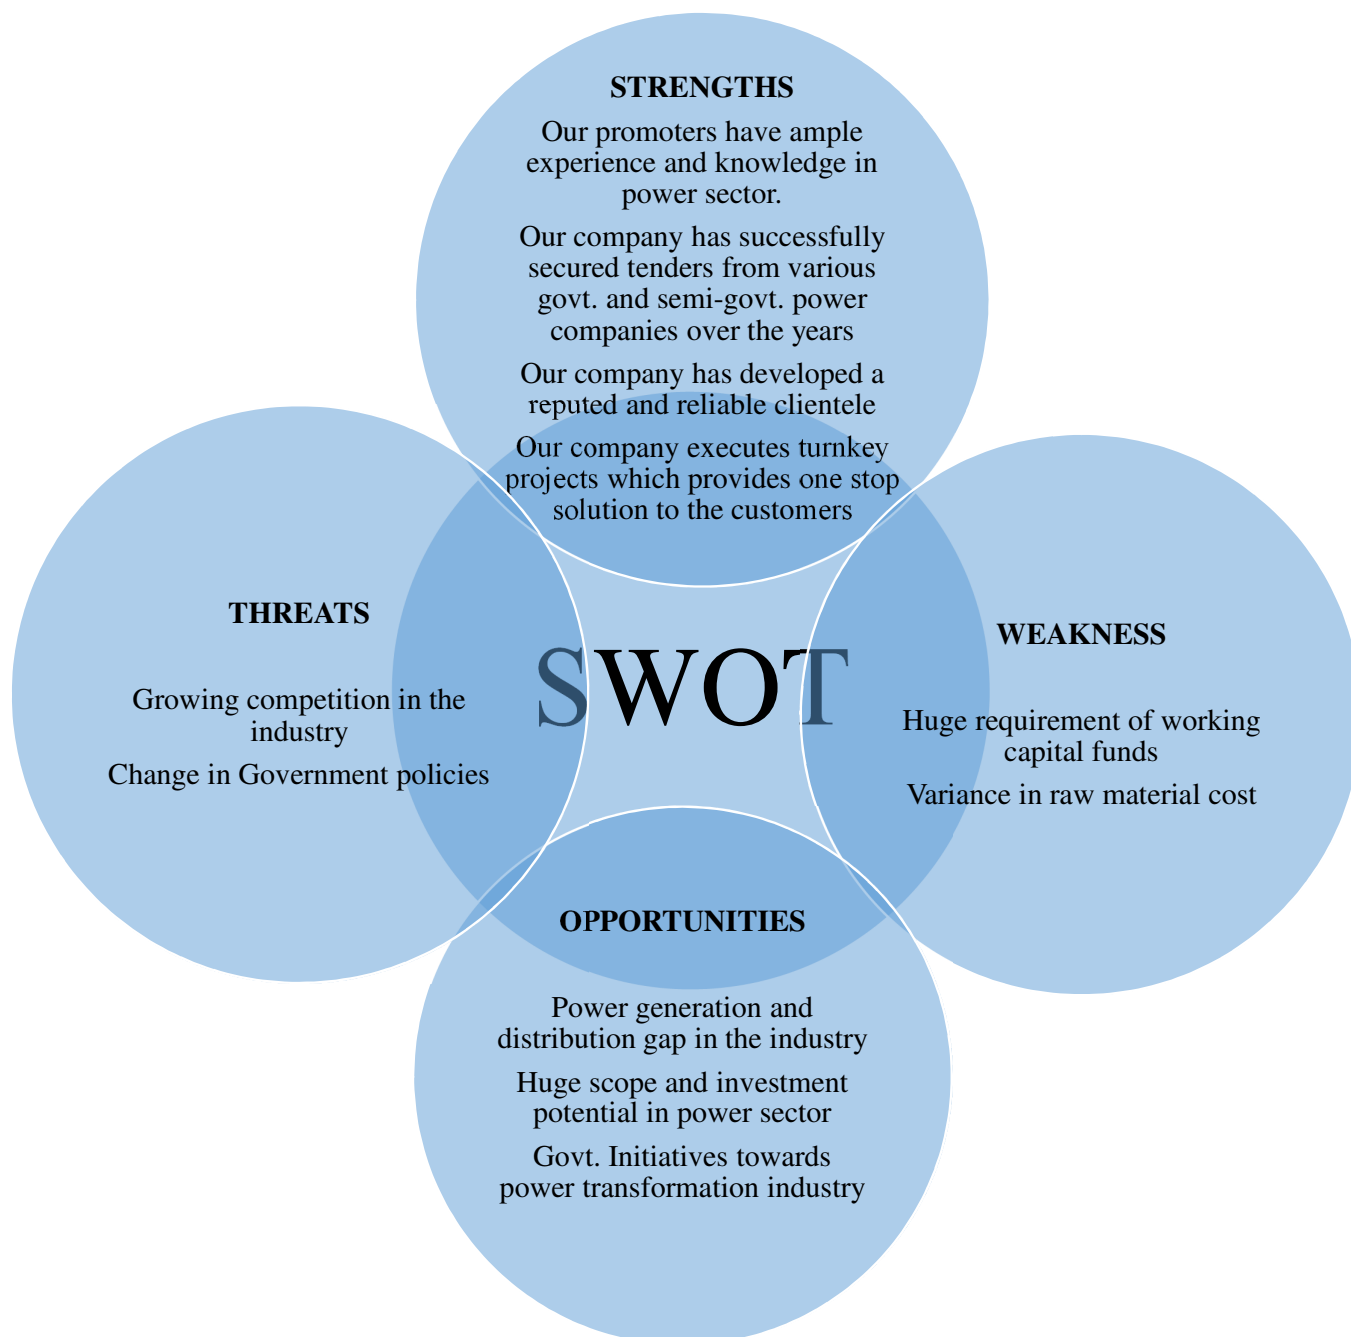 STRENGTHS
Our promoters have ample
experience and knowledge in
power sector.
Our company has successfully
secured tenders from various
govt. and semi-govt. power
companies over the years
Our company has developed a
reputed and reliable clientele
Our company executes turnkey
projects which provides one stop
solution to the customers
THREATS
Growing competition in the
industry
Change in Government policies
SWOT
WEAKNESS
Huge requirement of working
capital funds
Variance in raw material cost
OPPORTUNITIES
Power generation and
distribution gap in the industry
Huge scope and investment
potential in power sector
Govt. Initiatives towards
power transformation industry